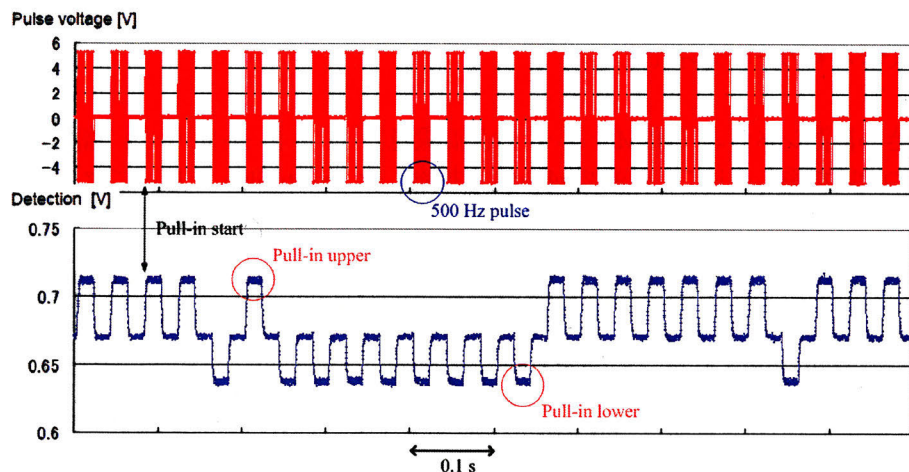 Pulse voltage [V]
6
4
2
0
−2
−4
500 Hz pulse
Detection [V]
0.75
Pull-in start
Pull-in upper
0.7
0.65
Pull-in lower
0.6
0.1 s